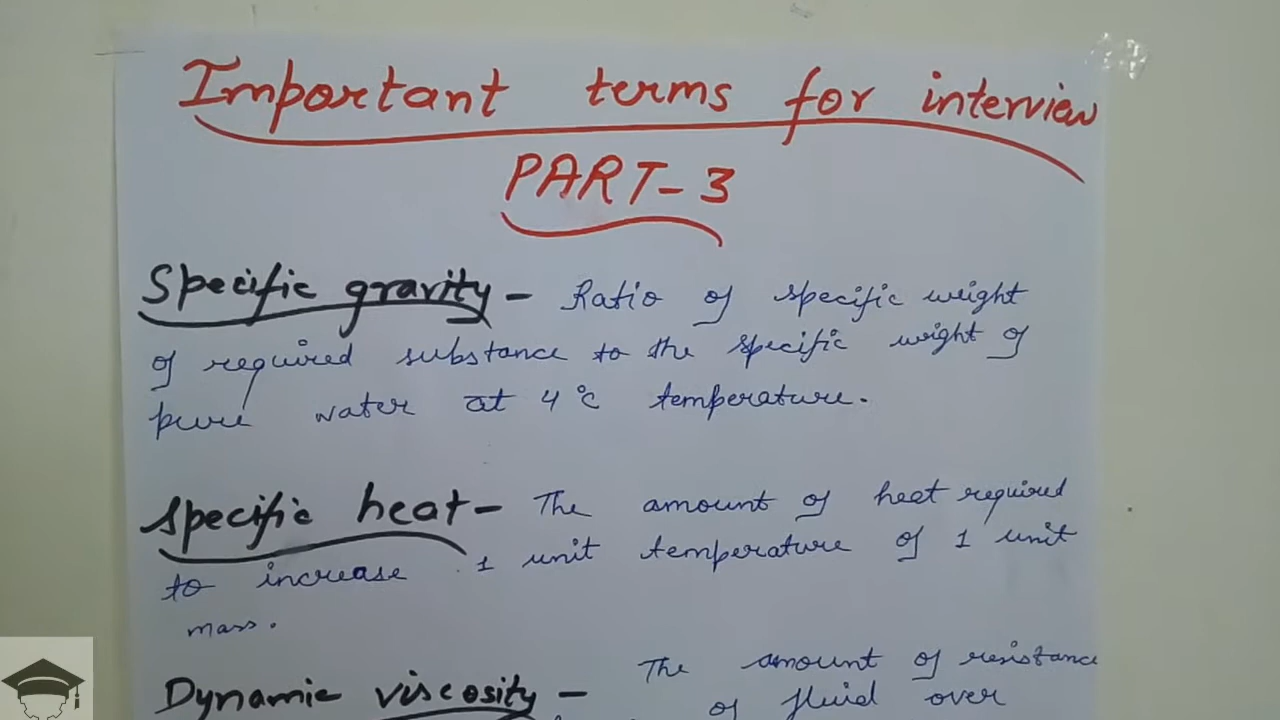 Important terms for interview
PART-3
Specific gravity - Ratio of specific weight
of required substance to the specific weight of
pure water at 4°c temperature.
Specific heat - The amount of heat required
to increase 1 unit temperature of 1 unit
mass.
Dynamic viscosity - The amount of resistance
of fluid over